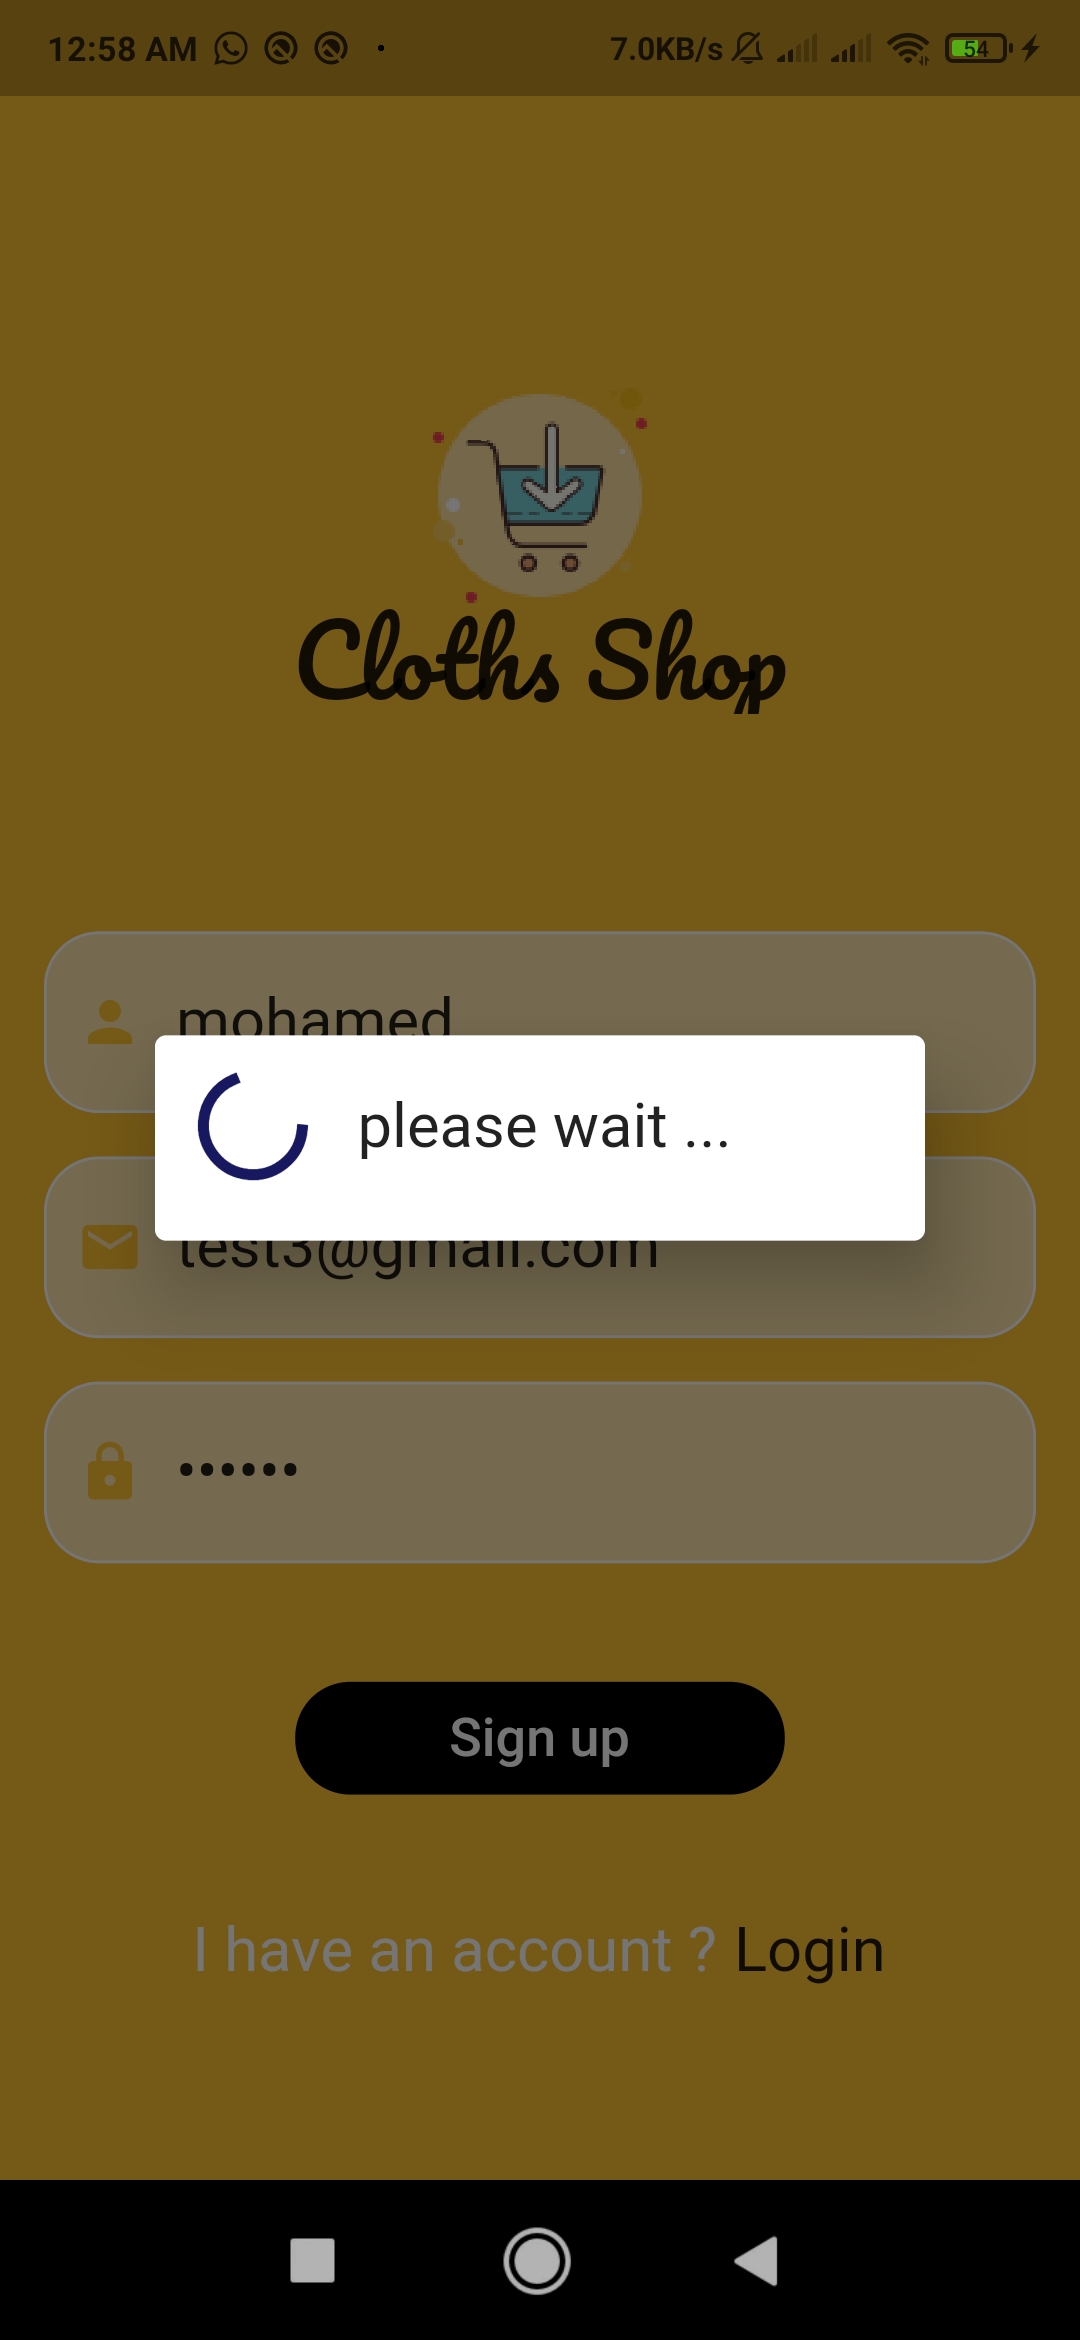 12:58 AM 7.0KB/s 54
Cloths Shop
mohamed
please wait ...
test3@gmail.com
••••••
Sign up
I have an account ? Login